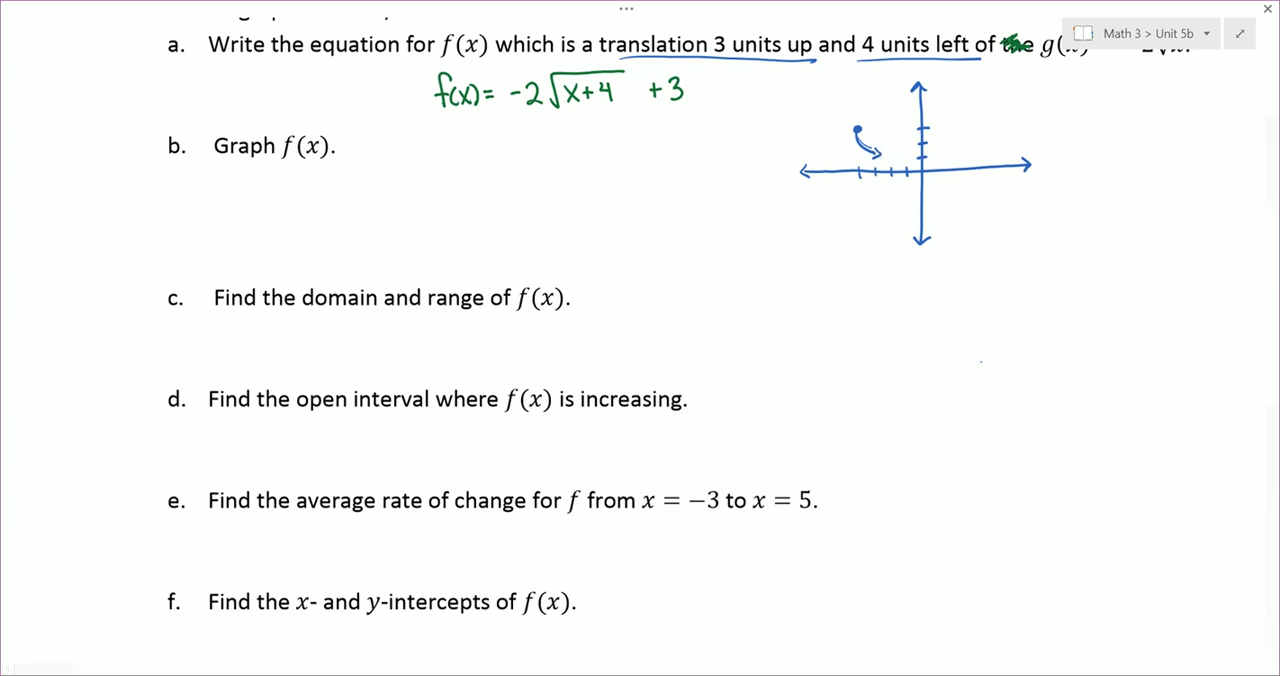 Math 3 > Unit 5b
a. Write the equation for f(x) which is a translation 3 units up and 4 units left of g(
f(x) = -2√(x+4) +3
b. Graph f(x).
c. Find the domain and range of f(x).
d. Find the open interval where f(x) is increasing.
e. Find the average rate of change for f from x = −3 to x = 5.
f. Find the x- and y-intercepts of f(x).